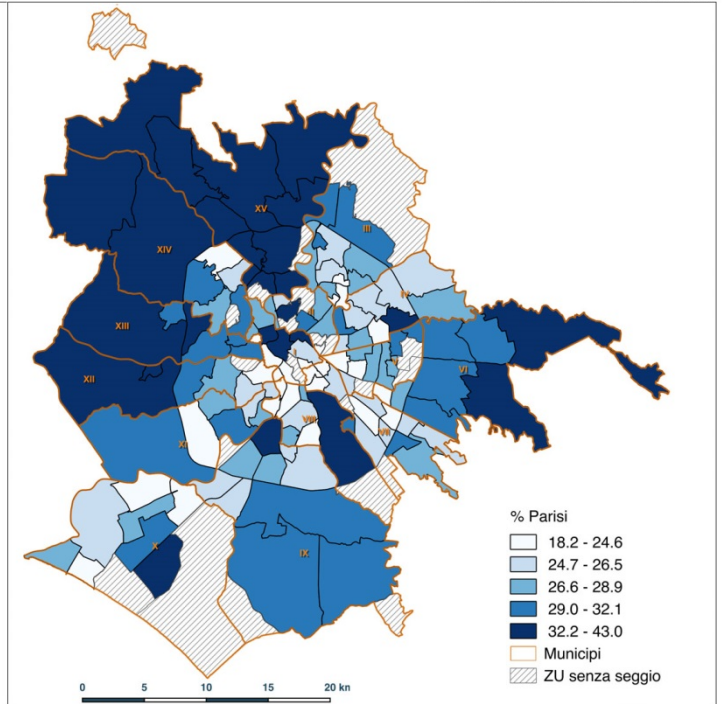 XV
III
XIV
IV
II
XIII
I
V
VI
XII
VIII
VII
XI
X
IX
% Parisi
18.2 - 24.6
24.7 - 26.5
26.6 - 28.9
29.0 - 32.1
32.2 - 43.0
Municipi
ZU senza seggio
0 5 10 15 20 kn